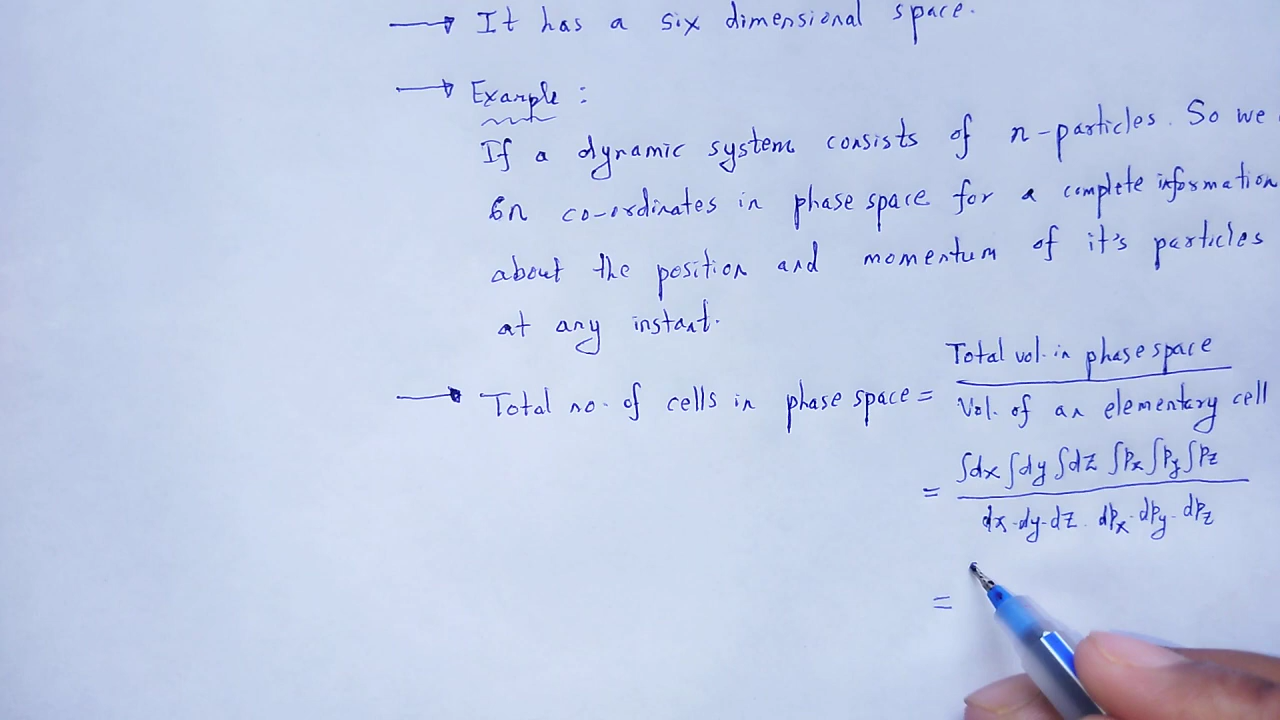 → It has a six dimensional space.
→ Example :
If a dynamic system consists of n-particles. So we
6n co-ordinates in phase space for a complete information
about the position and momentum of it's particles
at any instant.
→ Total no. of cells in phase space = Total vol. in phase space / Vol. of an elementary cell
= ∫dx ∫dy ∫dz ∫Px ∫Py ∫Pz / dx·dy·dz·dPx·dPy·dPz
=